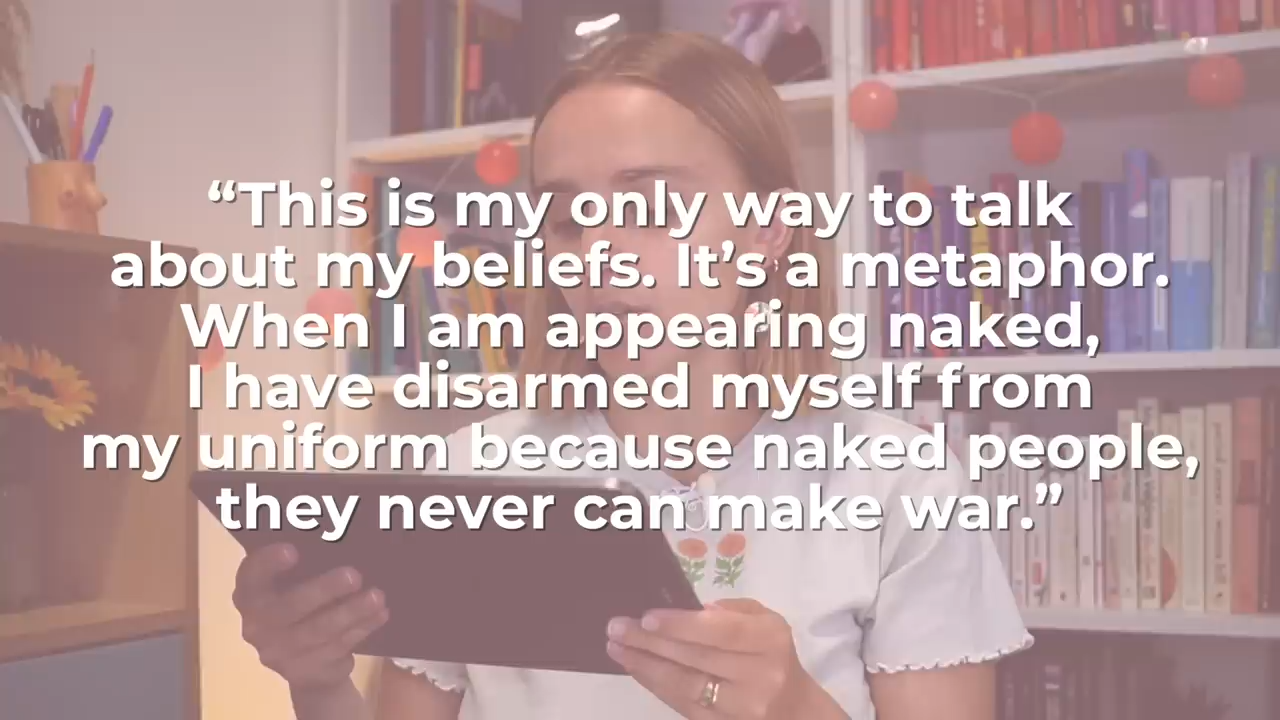 “This is my only way to talk
about my beliefs. It’s a metaphor.
When I am appearing naked,
I have disarmed myself from
my uniform because naked people,
they never can make war.”